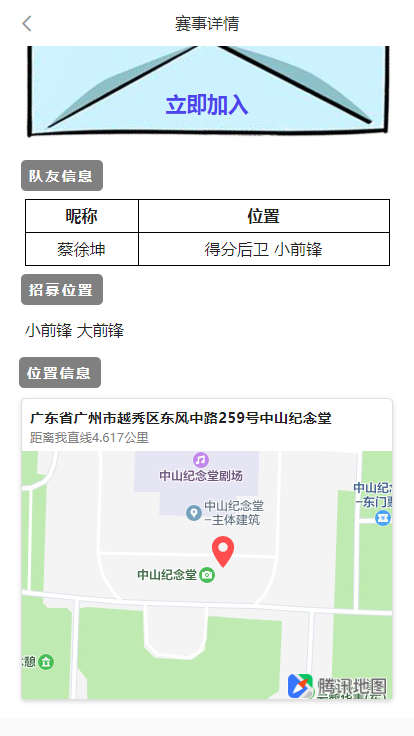 赛事详情
立即加入
队友信息
昵称 位置
蔡徐坤 得分后卫 小前锋
招募位置
小前锋 大前锋
位置信息
广东省广州市越秀区东风中路259号中山纪念堂
距离我直线4.617公里
中山纪念堂剧场
中山纪念堂
-主体建筑
中山纪
-东门票
中山纪念堂
憩
腾讯地图